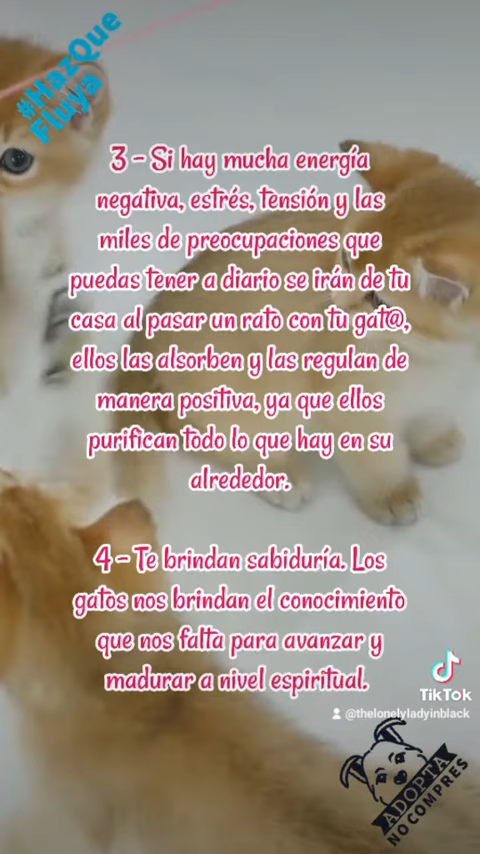 #HazQue
Fluya
3 - Si hay mucha energía
negativa, estrés, tensión y las
miles de preocupaciones que
puedas tener a diario se irán de tu
casa al pasar un rato con tu gat@,
ellos las alsorben y las regulan de
manera positiva, ya que ellos
purifican todo lo que hay en su
alrededor.
4 - Te brindan sabiduría. Los
gatos nos brindan el conocimiento
que nos falta para avanzar y
madurar a nivel espiritual.
TikTok
@thelonelyladyinblack
ADOPTA
NO COMPRES